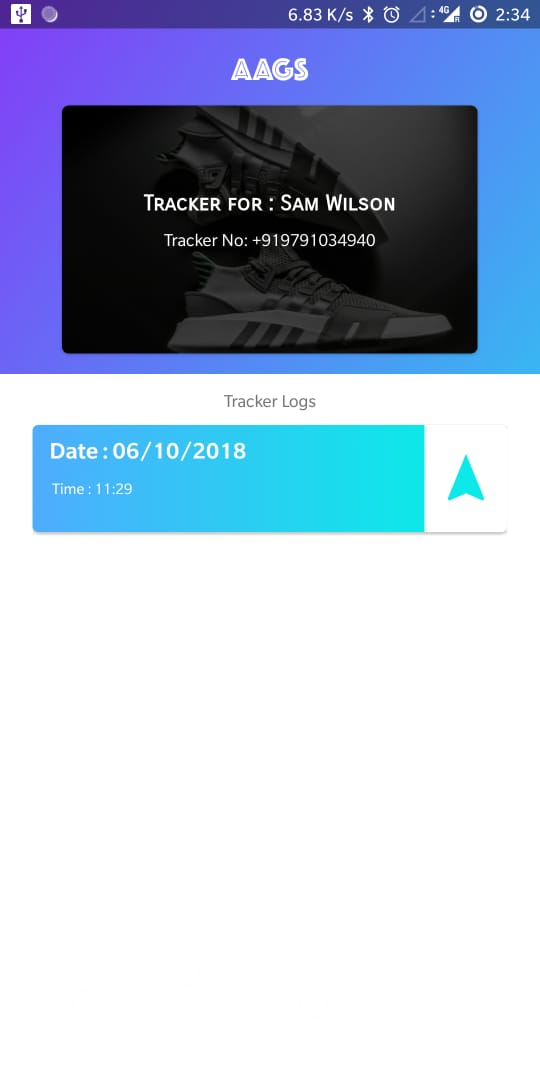 6.83 K/s 4G R 2:34
AAGS
Tracker for : Sam Wilson
Tracker No: +919791034940
Tracker Logs
Date : 06/10/2018
Time : 11:29